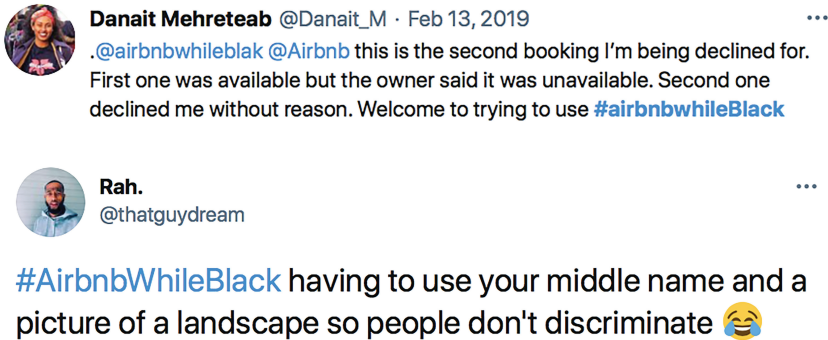 Danait Mehreteab @Danait_M · Feb 13, 2019
.@airbnbwhileblak @Airbnb this is the second booking I’m being declined for.
First one was available but the owner said it was unavailable. Second one
declined me without reason. Welcome to trying to use #airbnbwhileBlack
Rah.
@thatguydream
#AirbnbWhileBlack having to use your middle name and a
picture of a landscape so people don't discriminate 😂